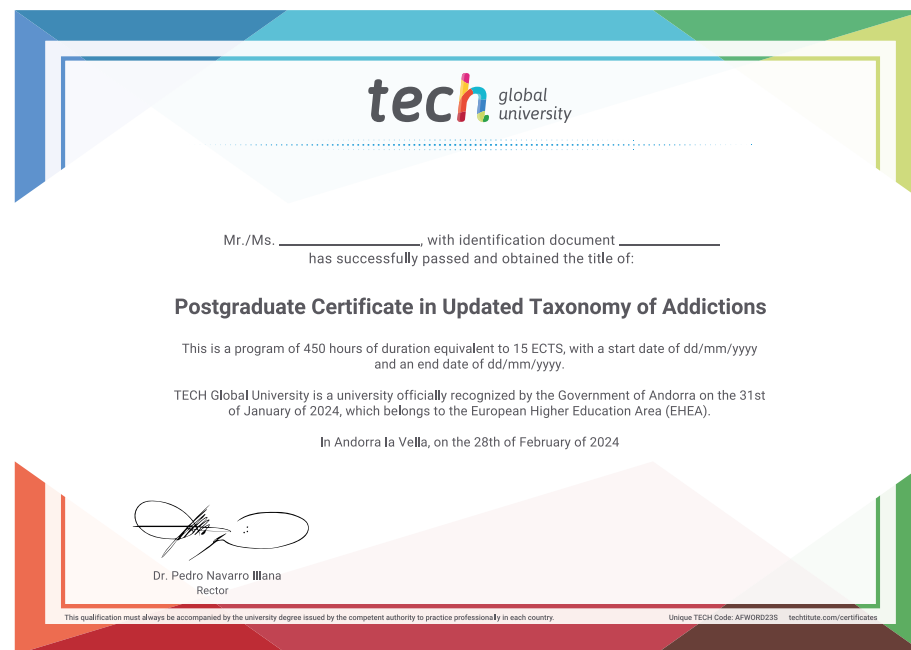 tech global
university
Mr./Ms. ____________, with identification document ____________
has successfully passed and obtained the title of:
Postgraduate Certificate in Updated Taxonomy of Addictions
This is a program of 450 hours of duration equivalent to 15 ECTS, with a start date of dd/mm/yyyy
and an end date of dd/mm/yyyy.
TECH Global University is a university officially recognized by the Government of Andorra on the 31st
of January of 2024, which belongs to the European Higher Education Area (EHEA).
In Andorra la Vella, on the 28th of February of 2024
Dr. Pedro Navarro Illana
Rector
This qualification must always be accompanied by the university degree issued by the competent authority to practice professionally in each country. Unique TECH Code: AFWORD23S techtitute.com/certificates